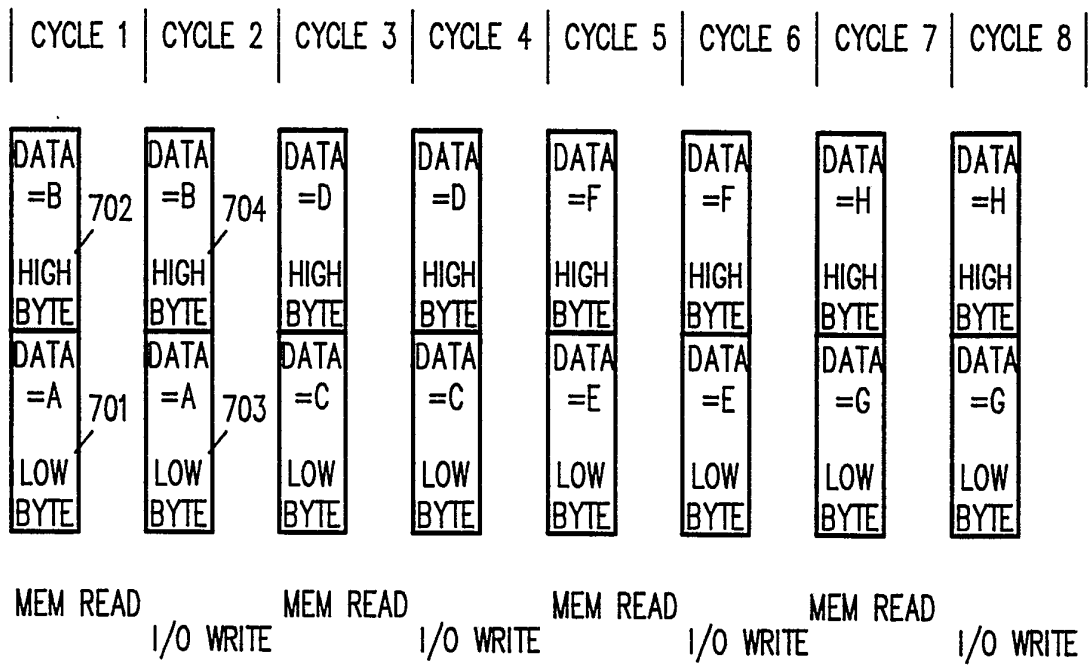 CYCLE 1 CYCLE 2 CYCLE 3 CYCLE 4 CYCLE 5 CYCLE 6 CYCLE 7 CYCLE 8
DATA DATA DATA DATA DATA DATA DATA DATA
=B =B =D =D =F =F =H =H
702 704
HIGH HIGH HIGH HIGH HIGH HIGH HIGH HIGH
BYTE BYTE BYTE BYTE BYTE BYTE BYTE BYTE
DATA DATA DATA DATA DATA DATA DATA DATA
=A =A =C =C =E =E =G =G
701 703
LOW LOW LOW LOW LOW LOW LOW LOW
BYTE BYTE BYTE BYTE BYTE BYTE BYTE BYTE
MEM READ MEM READ MEM READ MEM READ
I/O WRITE I/O WRITE I/O WRITE I/O WRITE